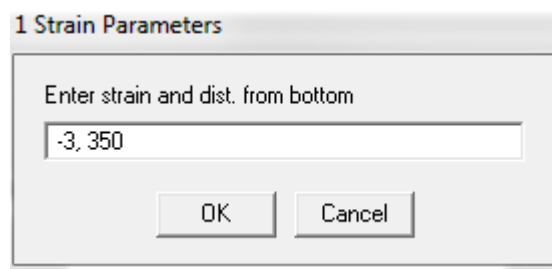 1 Strain Parameters
Enter strain and dist. from bottom
-3, 350
OK Cancel